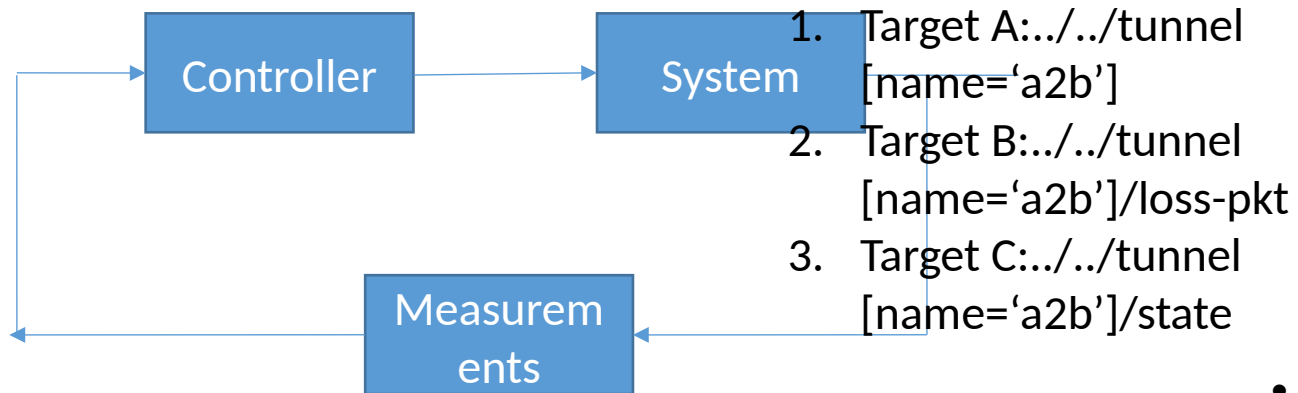 Controller
System
1. Target A:../../tunnel
[name=‘a2b’]
2. Target B:../../tunnel
[name=‘a2b’]/loss-pkt
3. Target C:../../tunnel
[name=‘a2b’]/state
Measurem
ents
•